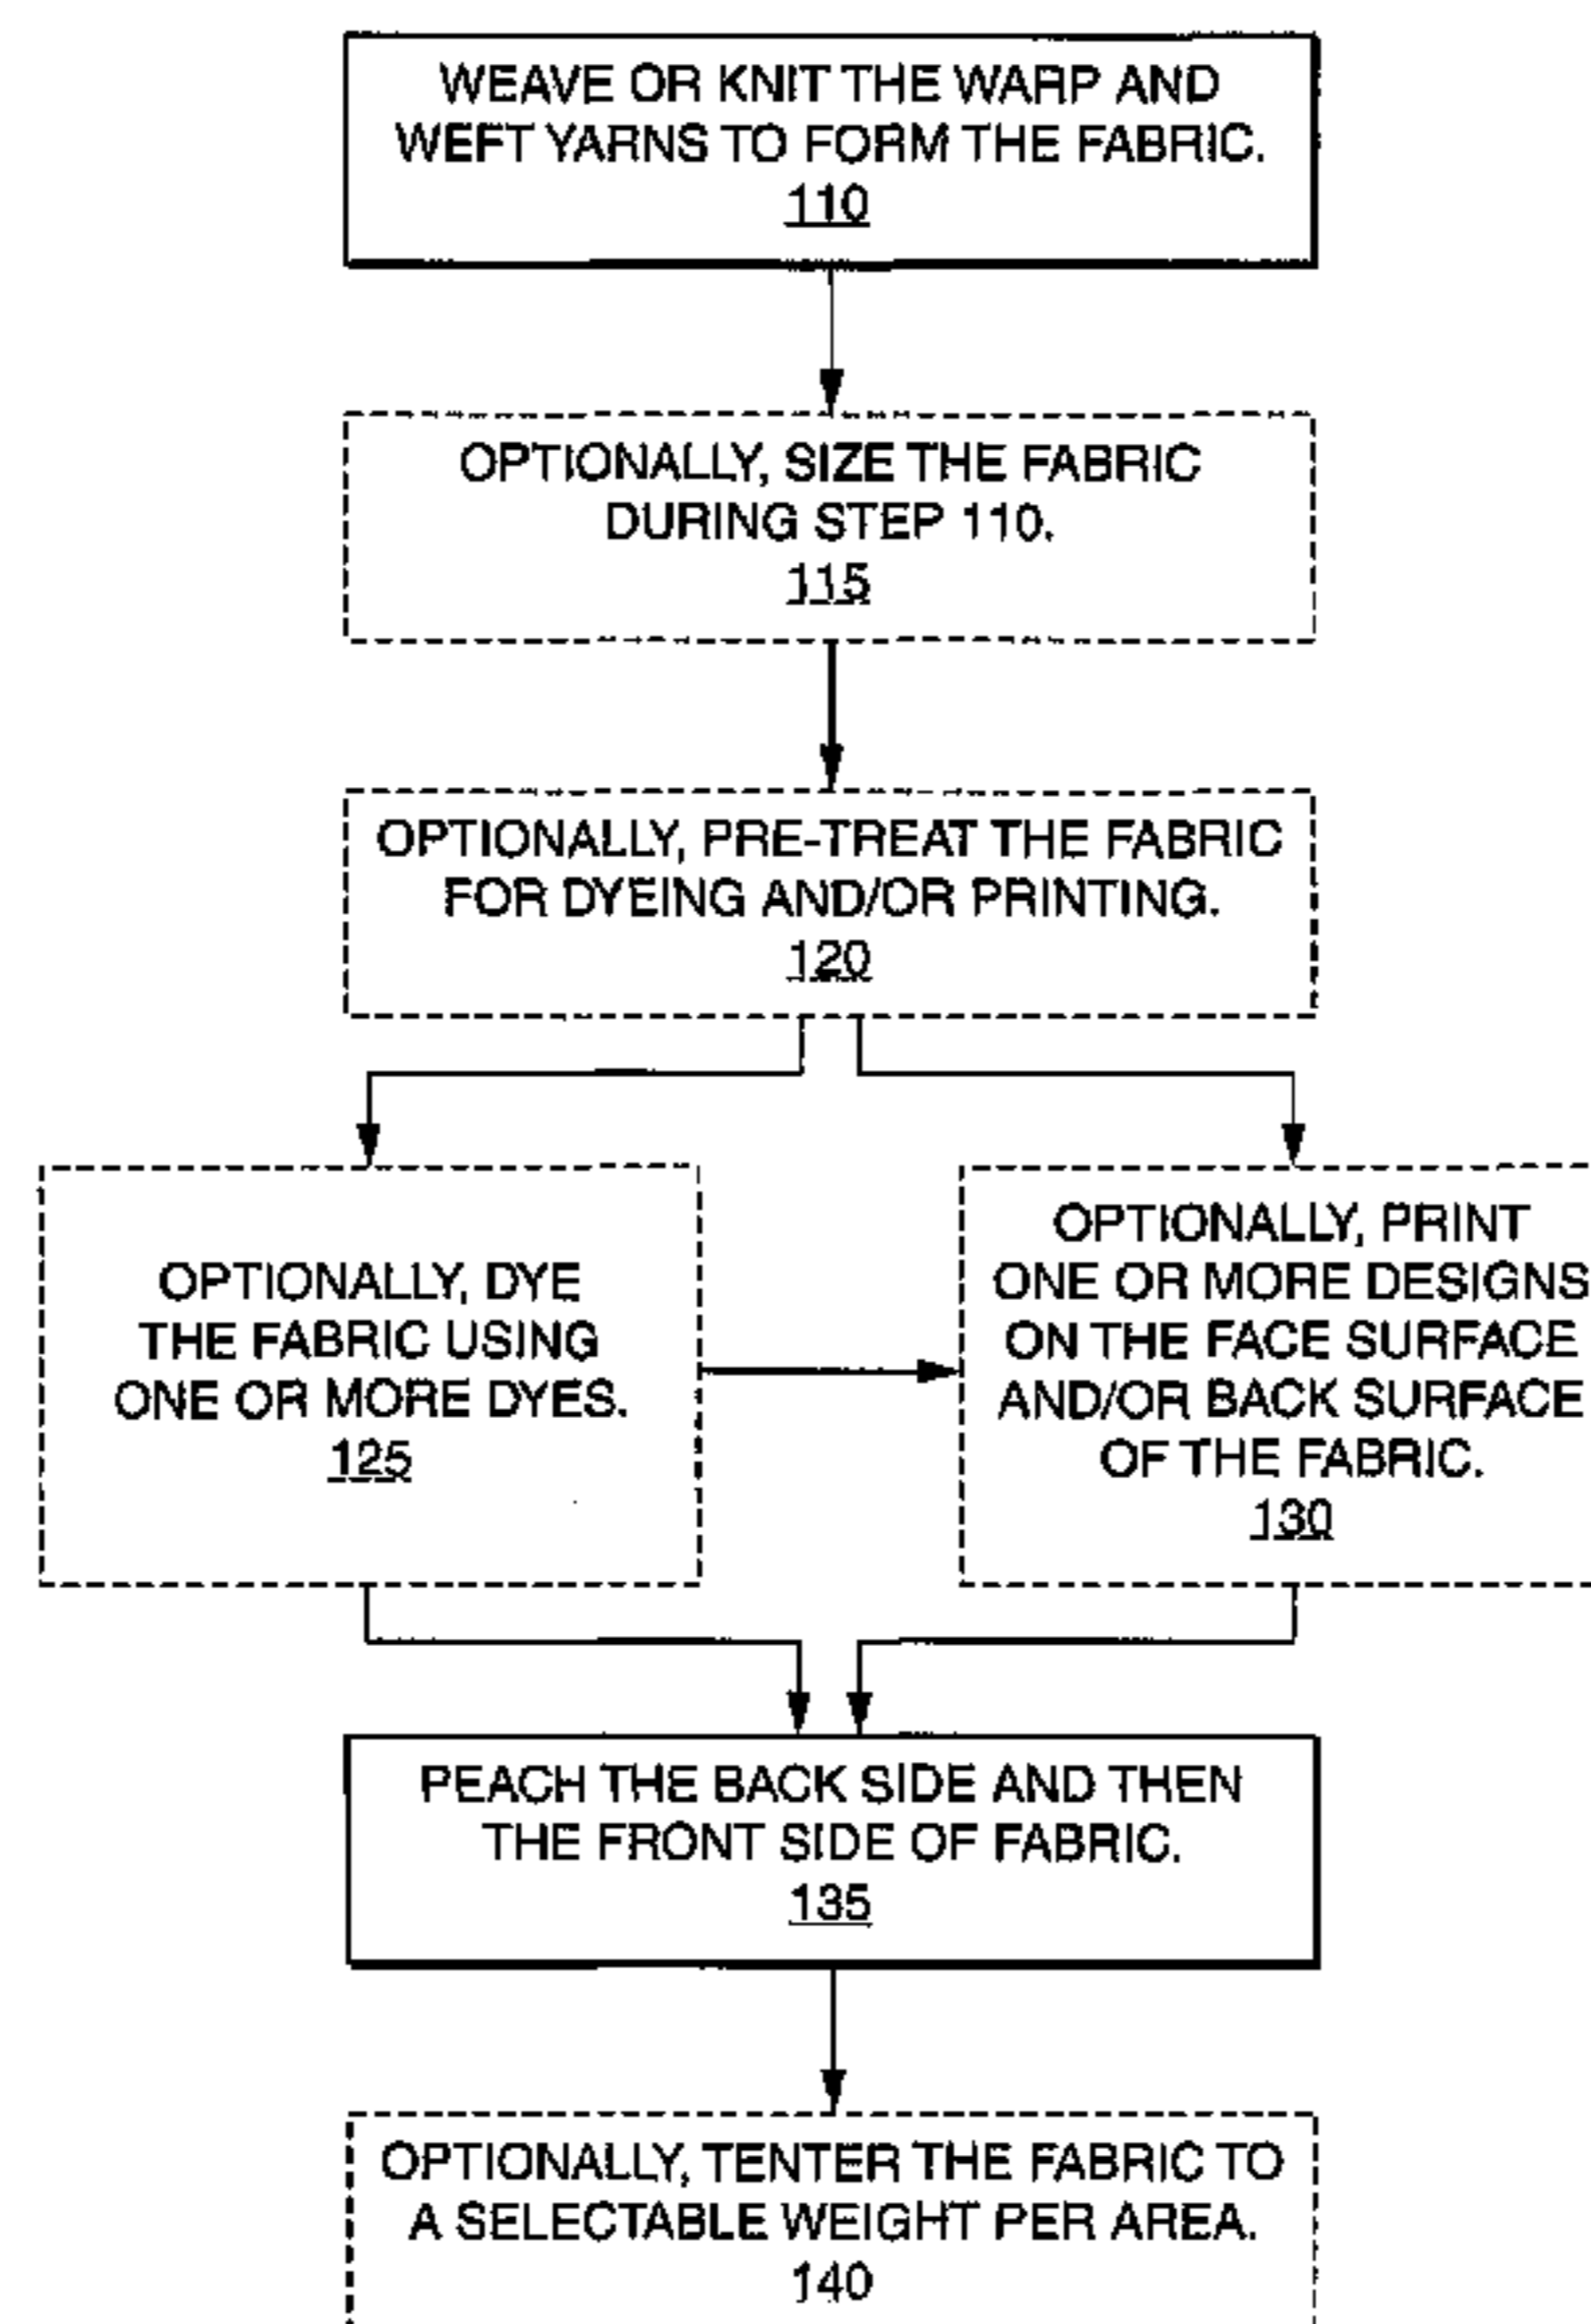 WEAVE OR KNIT THE WARP AND
WEFT YARNS TO FORM THE FABRIC.
110
OPTIONALLY, SIZE THE FABRIC
DURING STEP 110.
115
OPTIONALLY, PRE-TREAT THE FABRIC
FOR DYEING AND/OR PRINTING.
120
OPTIONALLY, DYE
THE FABRIC USING
ONE OR MORE DYES.
125
OPTIONALLY, PRINT
ONE OR MORE DESIGNS
ON THE FACE SURFACE
AND/OR BACK SURFACE
OF THE FABRIC.
130
PEACH THE BACK SIDE AND THEN
THE FRONT SIDE OF FABRIC.
135
OPTIONALLY, TENTER THE FABRIC TO
A SELECTABLE WEIGHT PER AREA.
140